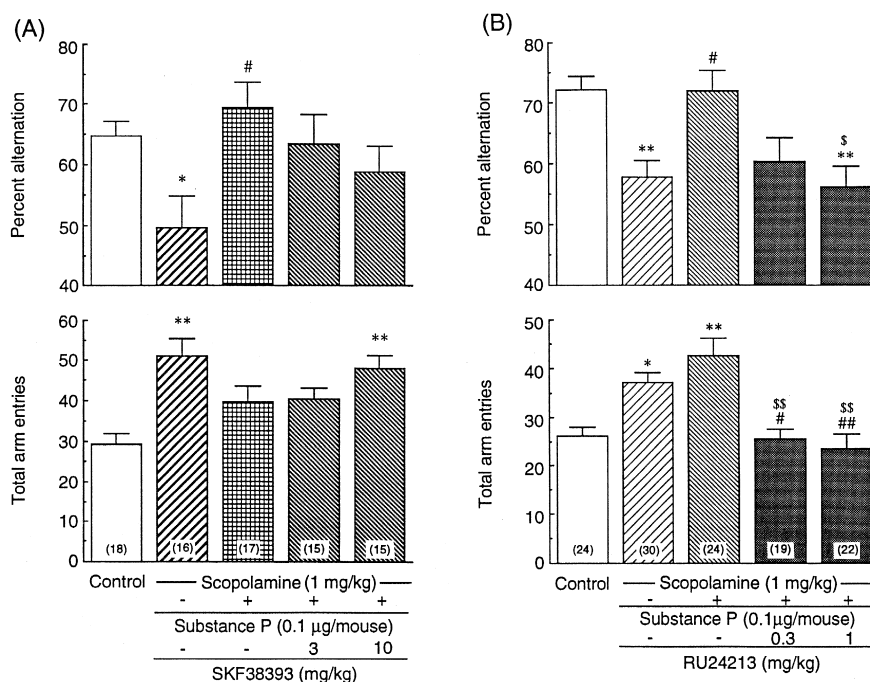 (A)
Percent alternation
80
70
60
50
40
*
#
Total arm entries
60
50
40
30
20
10
0
**
**
(18) (16) (17) (15) (15)
Control Scopolamine (1 mg/kg)
- + + +
Substance P (0.1 µg/mouse)
- - 3 10
SKF38393 (mg/kg)
(B)
Percent alternation
80
70
60
50
40
**
#
$
**
Total arm entries
50
40
30
20
10
0
*
**
$$
#
$$
##
(24) (30) (24) (19) (22)
Control Scopolamine (1 mg/kg)
- + + +
Substance P (0.1µg/mouse)
- - 0.3 1
RU24213 (mg/kg)